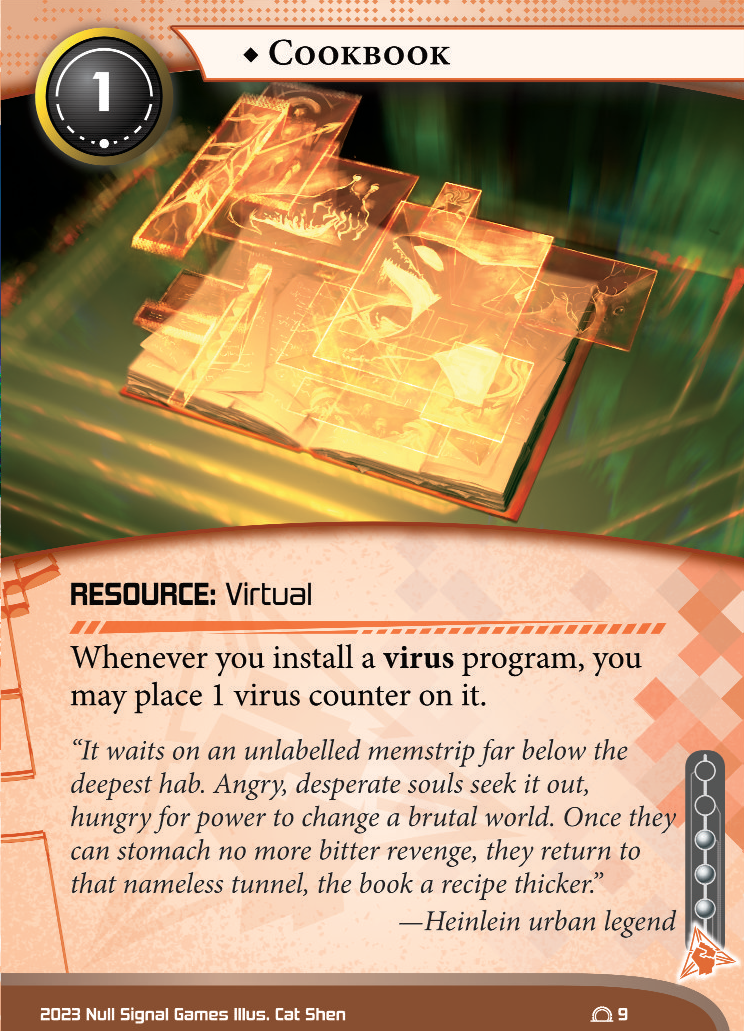 1
◆ Cookbook
RESOURCE: Virtual
Whenever you install a virus program, you
may place 1 virus counter on it.
“It waits on an unlabelled memstrip far below the
deepest hab. Angry, desperate souls seek it out,
hungry for power to change a brutal world. Once they
can stomach no more bitter revenge, they return to
that nameless tunnel, the book a recipe thicker.”
—Heinlein urban legend
2023 Null Signal Games Illus. Cat Shen
9